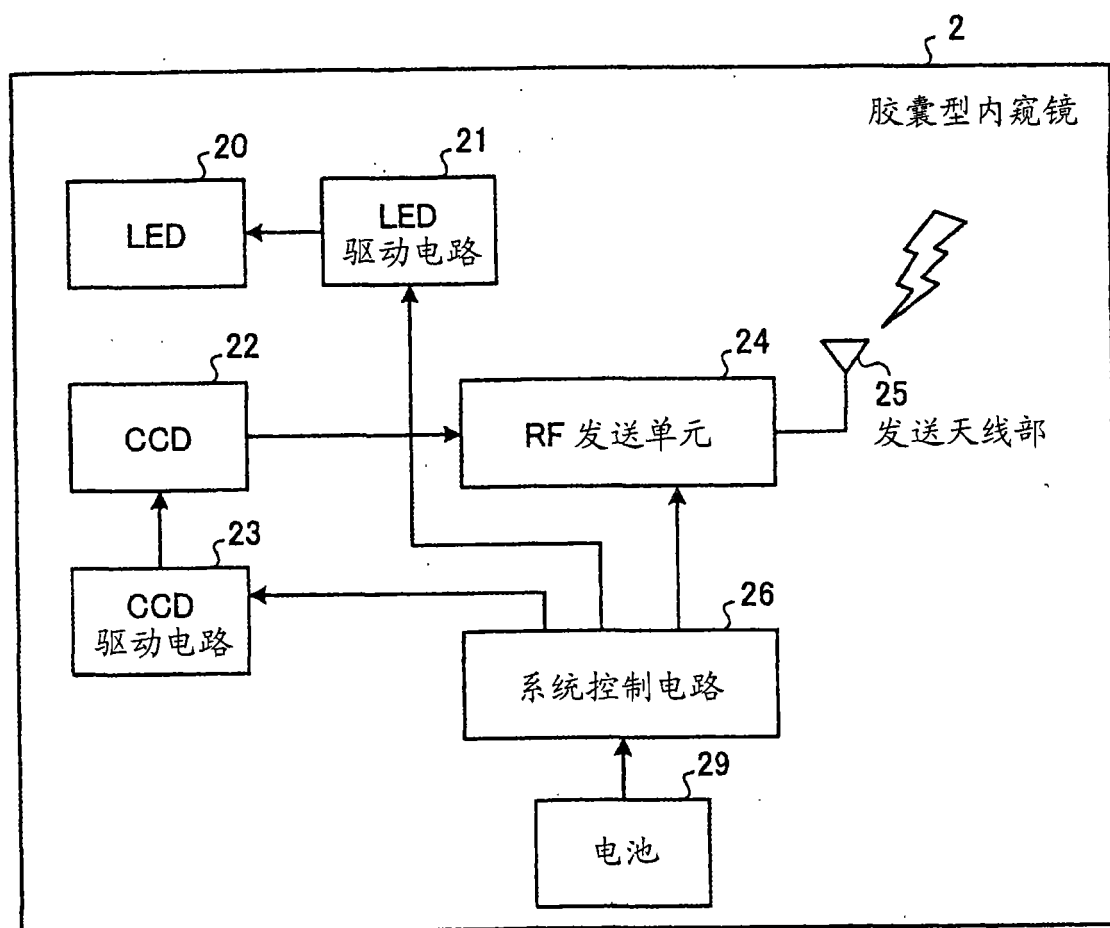 2
胶囊型内窥镜
20
21
LED
LED
驱动电路
22
24
CCD
RF 发送单元
25
发送天线部
23
CCD
驱动电路
26
系统控制电路
29
电池